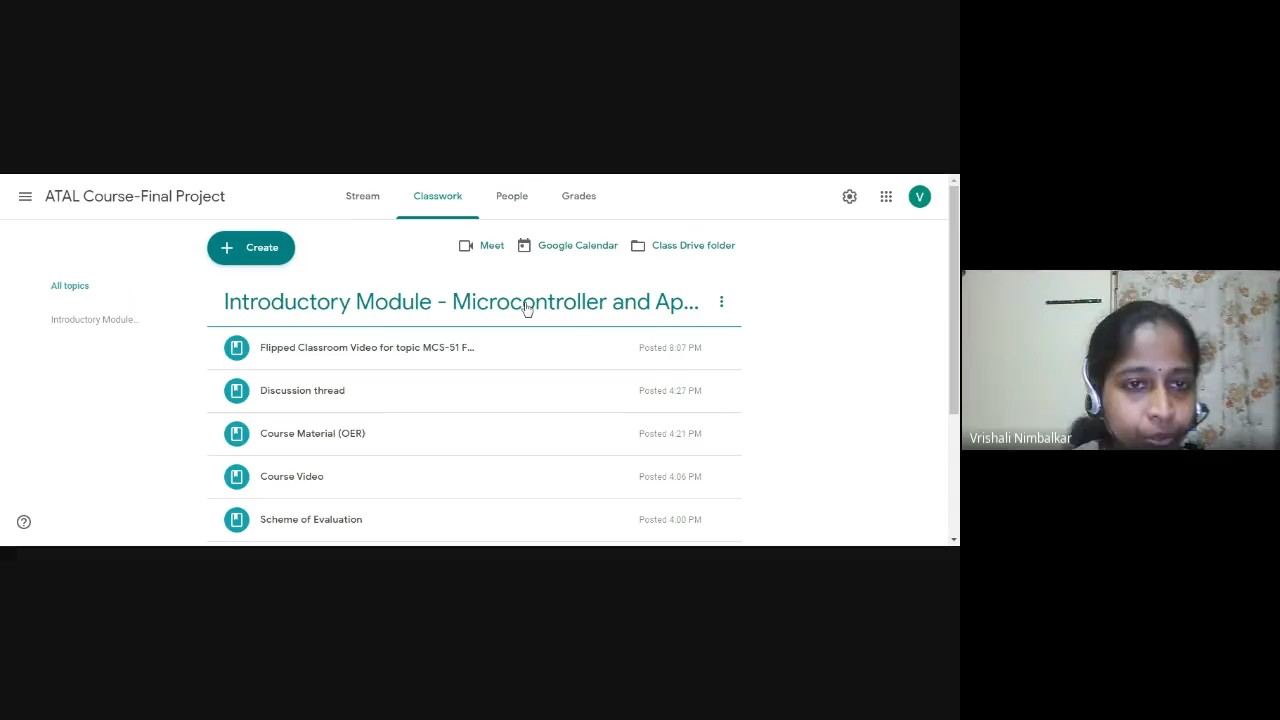 ATAL Course-Final Project
Stream
Classwork
People
Grades
V
Create
Meet
Google Calendar
Class Drive folder
All topics
Introductory Module...
Introductory Module - Microcontroller and Ap...
Flipped Classroom Video for topic MCS-51 F...
Posted 8:07 PM
Discussion thread
Posted 4:27 PM
Course Material (OER)
Posted 4:21 PM
Course Video
Posted 4:06 PM
Scheme of Evaluation
Posted 4:00 PM
Vrishali Nimbalkar